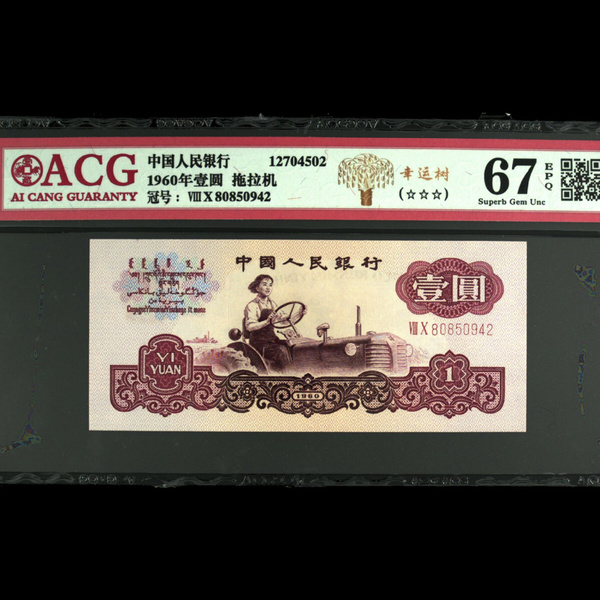 ACG
AI CANG GUARANTY
中国人民银行 12704502
1960年壹圆 拖拉机
冠号: Ⅷ Ⅹ 80850942
幸运树
(☆☆☆)
67
EPQ
Superb Gem Unc
中國人民銀行
壹圓
Ⅷ Ⅹ 80850942
YI
YUAN
1960
1